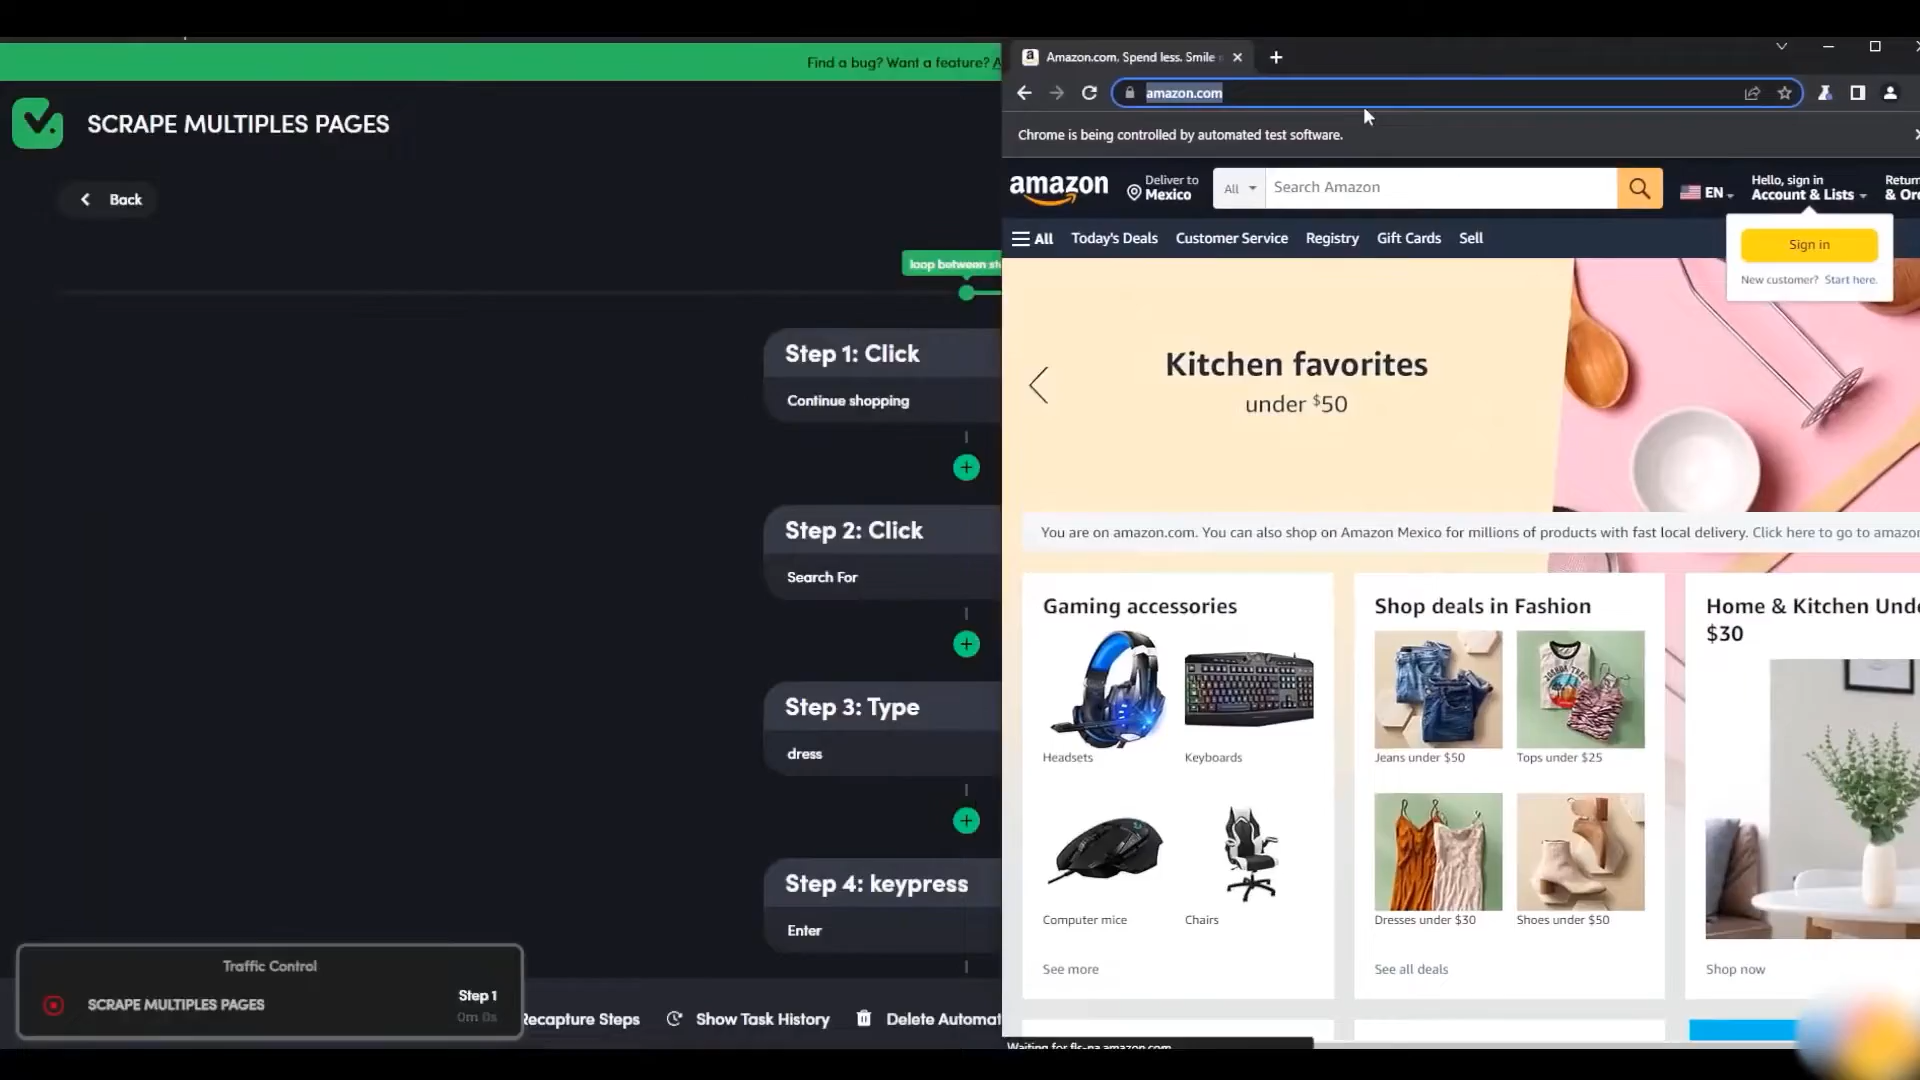 Find a bug? Want a feature? A
SCRAPE MULTIPLES PAGES
Back
loop between st
Step 1: Click
Continue shopping
Step 2: Click
Search For
Step 3: Type
dress
Step 4: keypress
Enter
Traffic Control
SCRAPE MULTIPLES PAGES
Step 1
0m 0s
Recapture Steps
Show Task History
Delete Automat
Amazon.com. Spend less. Smile
amazon.com
Chrome is being controlled by automated test software.
amazon
Deliver to
Mexico
All
Search Amazon
EN
Hello, sign in
Account & Lists
Return
& Or
All
Today's Deals
Customer Service
Registry
Gift Cards
Sell
Sign in
New customer? Start here.
Kitchen favorites
under $50
You are on amazon.com. You can also shop on Amazon Mexico for millions of products with fast local delivery. Click here to go to amazo
Gaming accessories
Headsets
Keyboards
Computer mice
Chairs
See more
Shop deals in Fashion
Jeans under $50
Tops under $25
Dresses under $30
Shoes under $50
See all deals
Home & Kitchen Unde
$30
Shop now
Waiting for fls-na.amazon.com